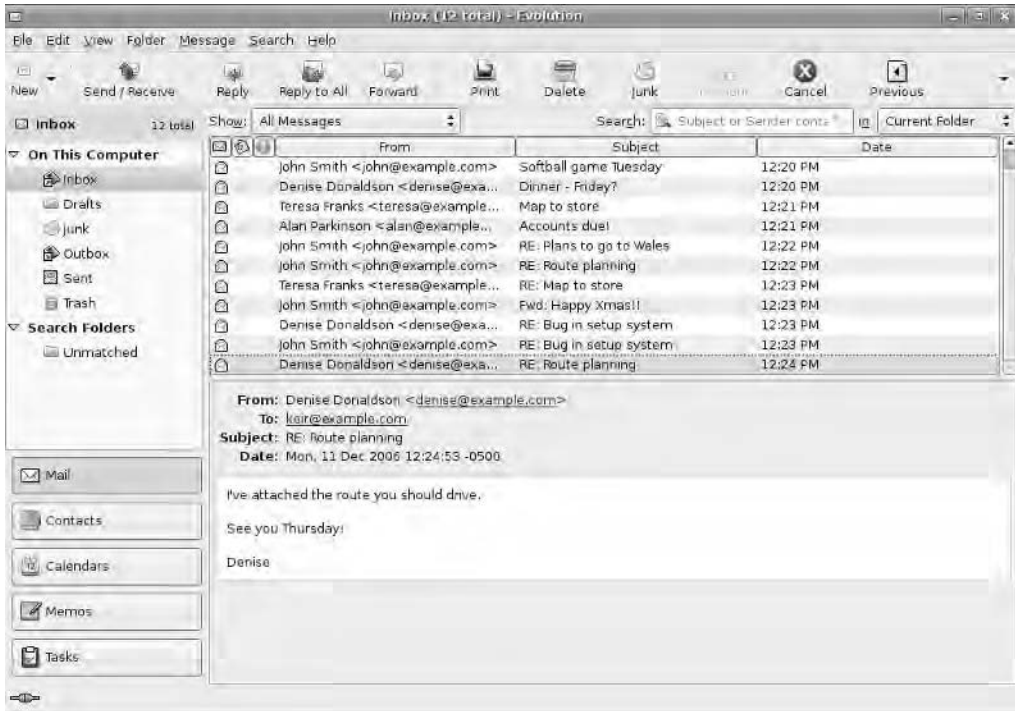 Inbox (12 total) – Evolution
File Edit View Folder Message Search Help
New Send / Receive Reply Reply to All Forward Print Delete Junk Cancel Previous
Inbox 12 total Show: All Messages Search: Subject or Sender conta in Current Folder
From Subject Date
On This Computer
Inbox
Drafts
Junk
Outbox
Sent
Trash
Search Folders
Unmatched
John Smith <john@example.com> Softball game Tuesday 12:20 PM
Denise Donaldson <denise@exa... Dinner - Friday? 12:20 PM
Teresa Franks <teresa@example... Map to store 12:21 PM
Alan Parkinson <alan@example... Accounts due! 12:21 PM
John Smith <john@example.com> RE: Plans to go to Wales 12:22 PM
John Smith <john@example.com> RE: Route planning 12:22 PM
Teresa Franks <teresa@example... RE: Map to store 12:23 PM
John Smith <john@example.com> Fwd: Happy Xmas!! 12:23 PM
Denise Donaldson <denise@exa... RE: Bug in setup system 12:23 PM
John Smith <john@example.com> RE: Bug in setup system 12:23 PM
Denise Donaldson <denise@exa... RE: Route planning 12:24 PM
From: Denise Donaldson <denise@example.com>
To: keir@example.com
Subject: RE: Route planning
Date: Mon, 11 Dec 2006 12:24:53 -0500
I've attached the route you should drive.
See you Thursday!
Denise
Mail
Contacts
Calendars
Memos
Tasks